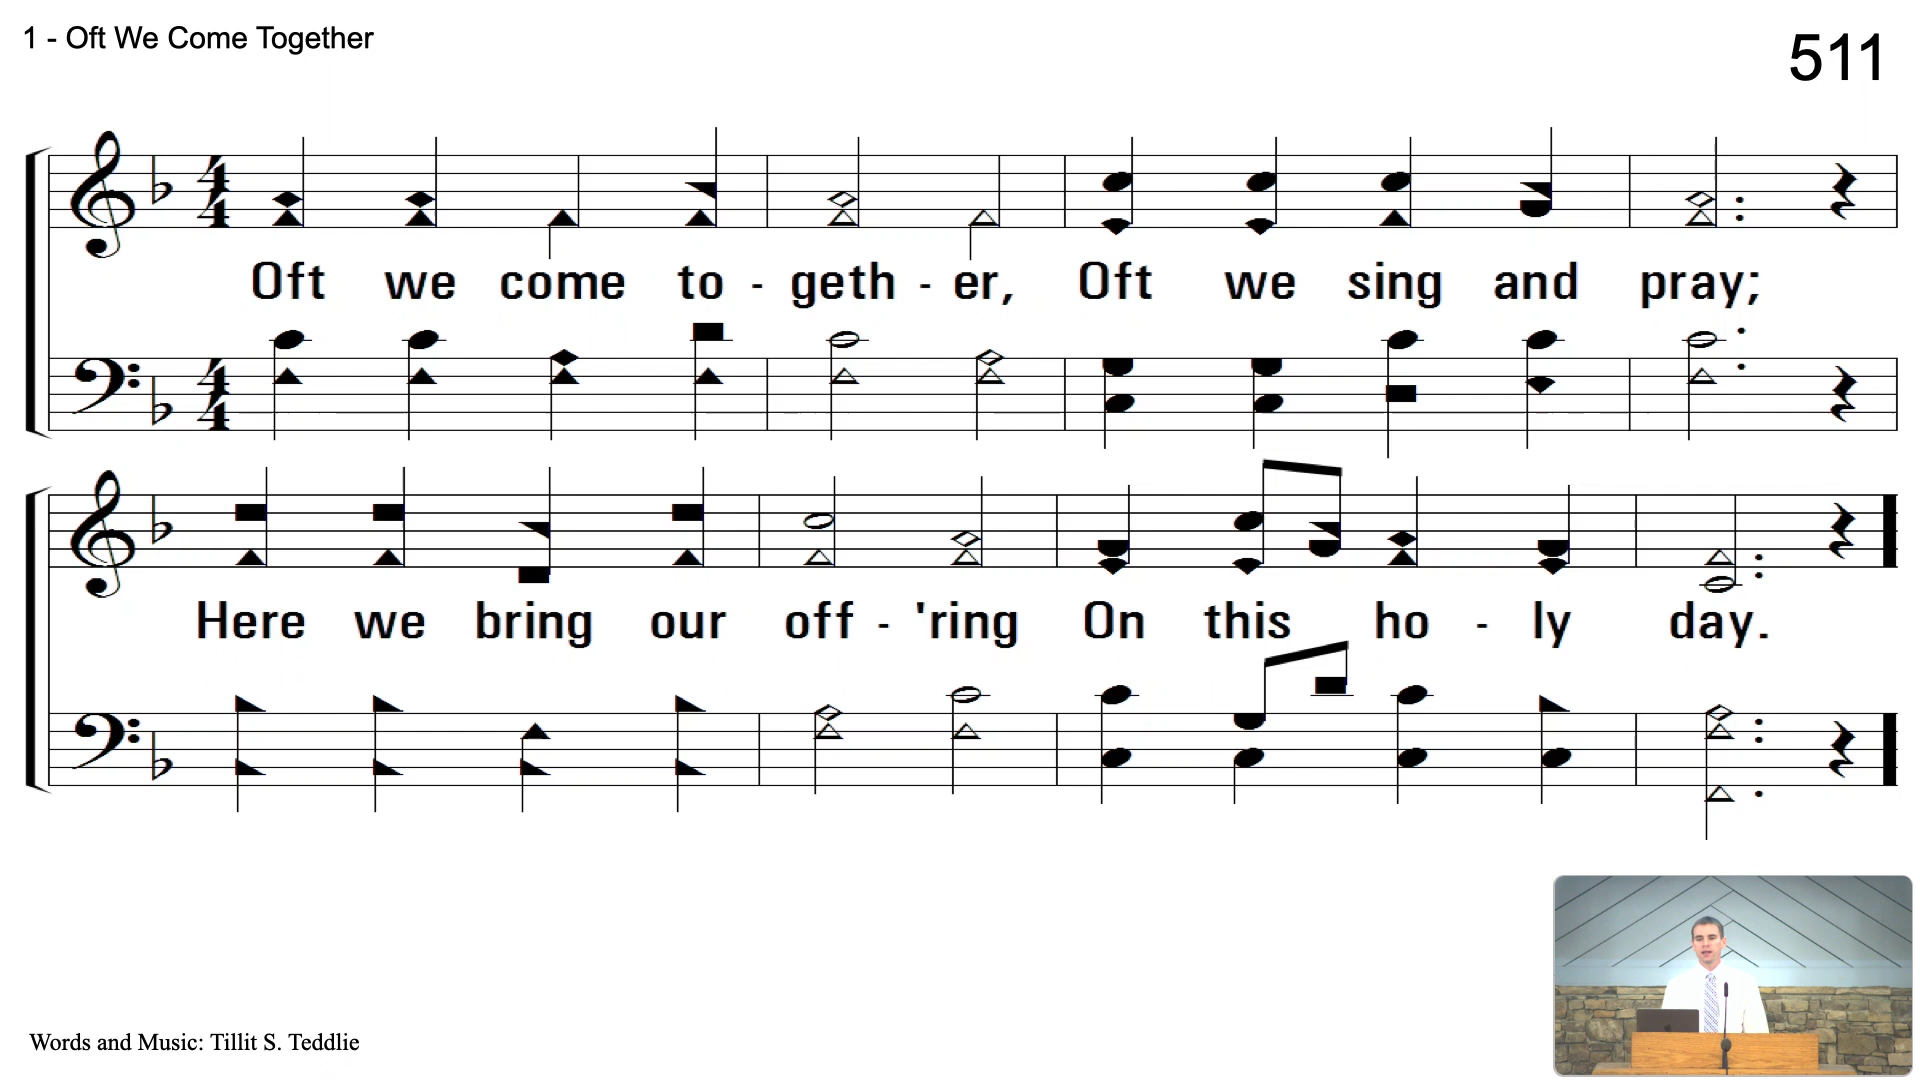 1 - Oft We Come Together
511
Oft we come to - geth - er, Oft we sing and pray;
Here we bring our off - 'ring On this ho - ly day.
Words and Music: Tillit S. Teddlie